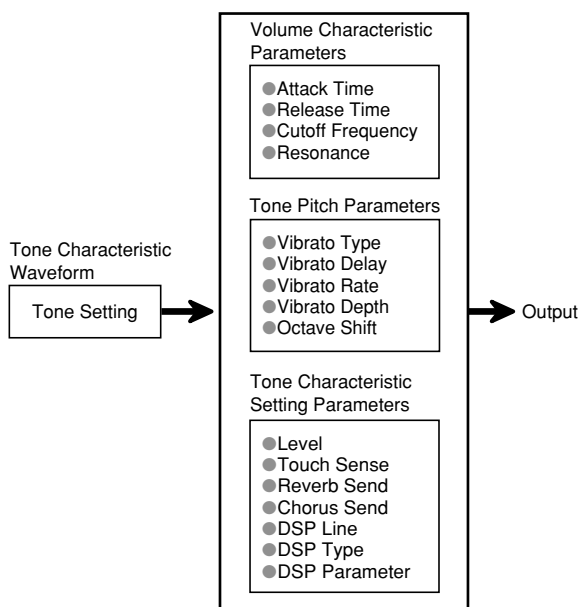 Tone Characteristic
Waveform
Tone Setting
Volume Characteristic
Parameters
Attack Time
Release Time
Cutoff Frequency
Resonance
Tone Pitch Parameters
Vibrato Type
Vibrato Delay
Vibrato Rate
Vibrato Depth
Octave Shift
Tone Characteristic
Setting Parameters
Level
Touch Sense
Reverb Send
Chorus Send
DSP Line
DSP Type
DSP Parameter
Output